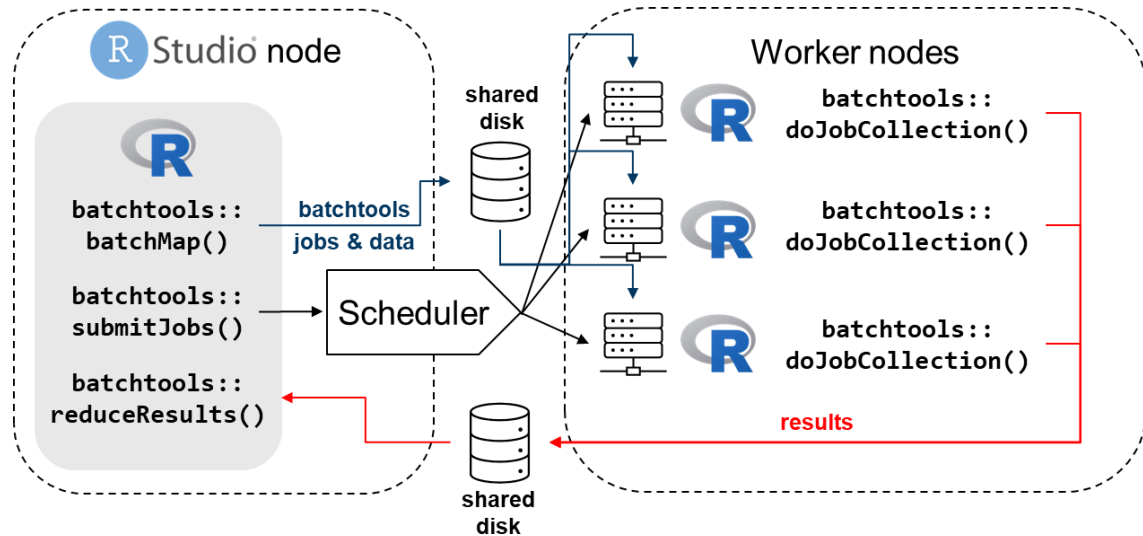 R Studio® node
R
batchtools::
batchMap()
batchtools::
submitJobs()
batchtools::
reduceResults()
batchtools
jobs & data
Scheduler
shared
disk
shared
disk
Worker nodes
R
batchtools::
doJobCollection()
R
batchtools::
doJobCollection()
R
batchtools::
doJobCollection()
results